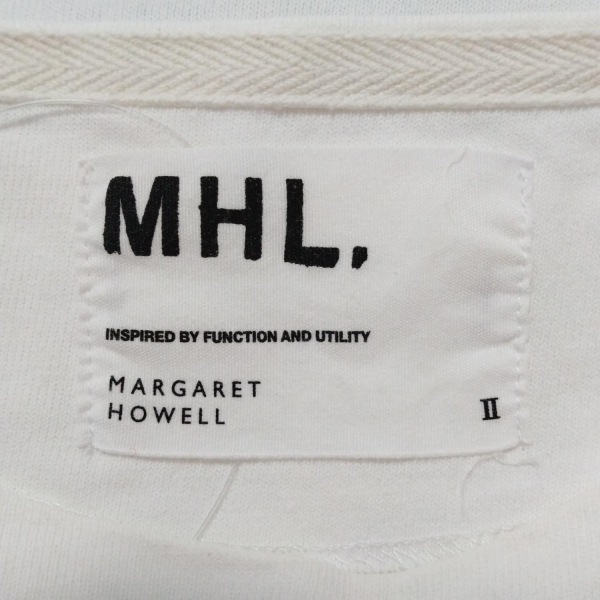 MHL.
INSPIRED BY FUNCTION AND UTILITY
MARGARET
HOWELL
II